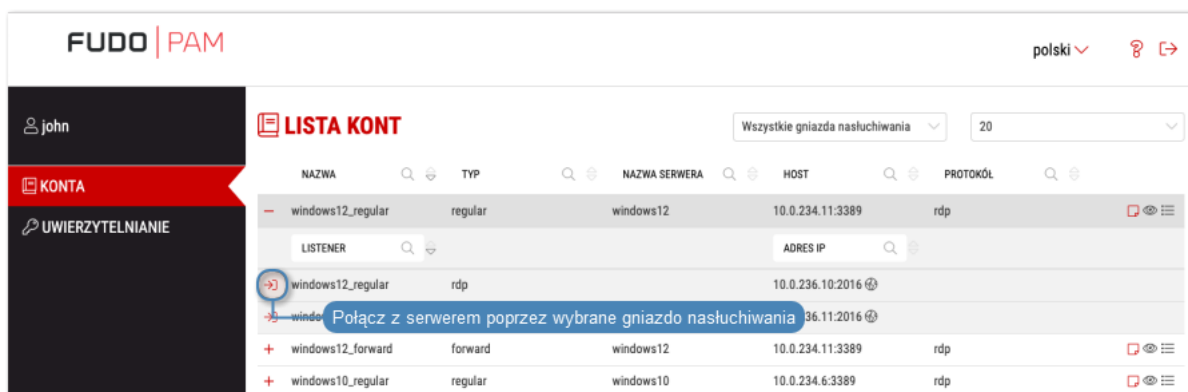 FUDO PAM
polski
john
LISTA KONT
Wszystkie gniazda nasłuchiwania
20
KONTA
UWIERZYTELNIANIE
NAZWA TYP NAZWA SERWERA HOST PROTOKÓŁ
windows12_regular regular windows12 10.0.234.11:3389 rdp
LISTENER ADRES IP
windows12_regular rdp 10.0.236.10:2016
Połącz z serwerem poprzez wybrane gniazdo nasłuchiwania
windows12_forward forward windows12 10.0.234.11:3389 rdp
windows10_regular regular windows10 10.0.234.6:3389 rdp